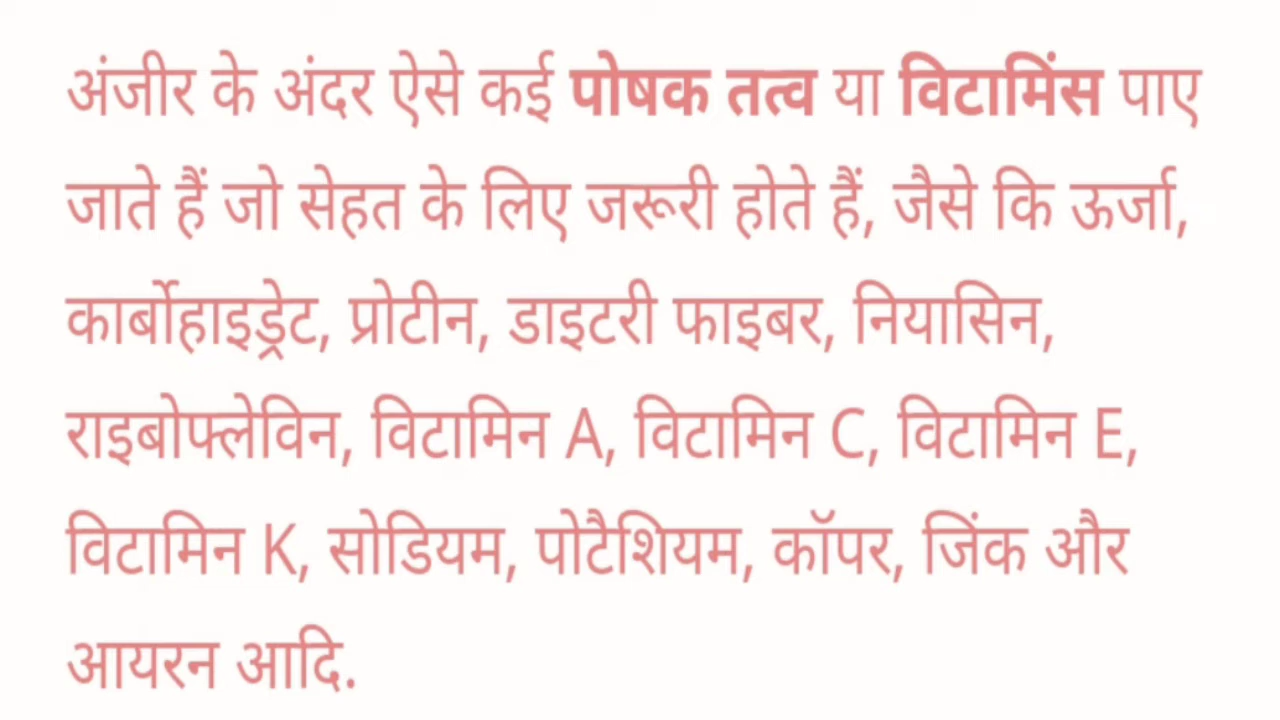 अंजीर के अंदर ऐसे कई पोषक तत्व या विटामिंस पाए
जाते हैं जो सेहत के लिए जरूरी होते हैं, जैसे कि ऊर्जा,
कार्बोहाइड्रेट, प्रोटीन, डाइटरी फाइबर, नियासिन,
राइबोफ्लेविन, विटामिन A, विटामिन C, विटामिन E,
विटामिन K, सोडियम, पोटैशियम, कॉपर, जिंक और
आयरन आदि.